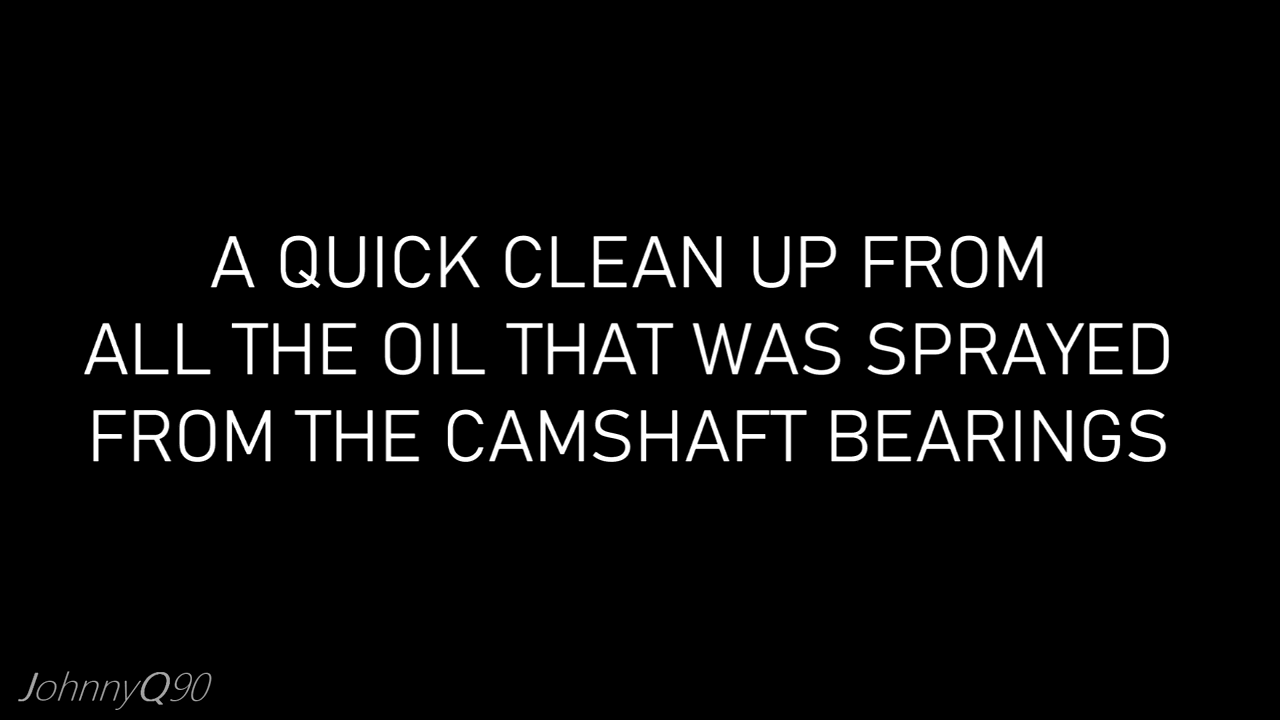 A QUICK CLEAN UP FROM
ALL THE OIL THAT WAS SPRAYED
FROM THE CAMSHAFT BEARINGS
JohnnyQ90